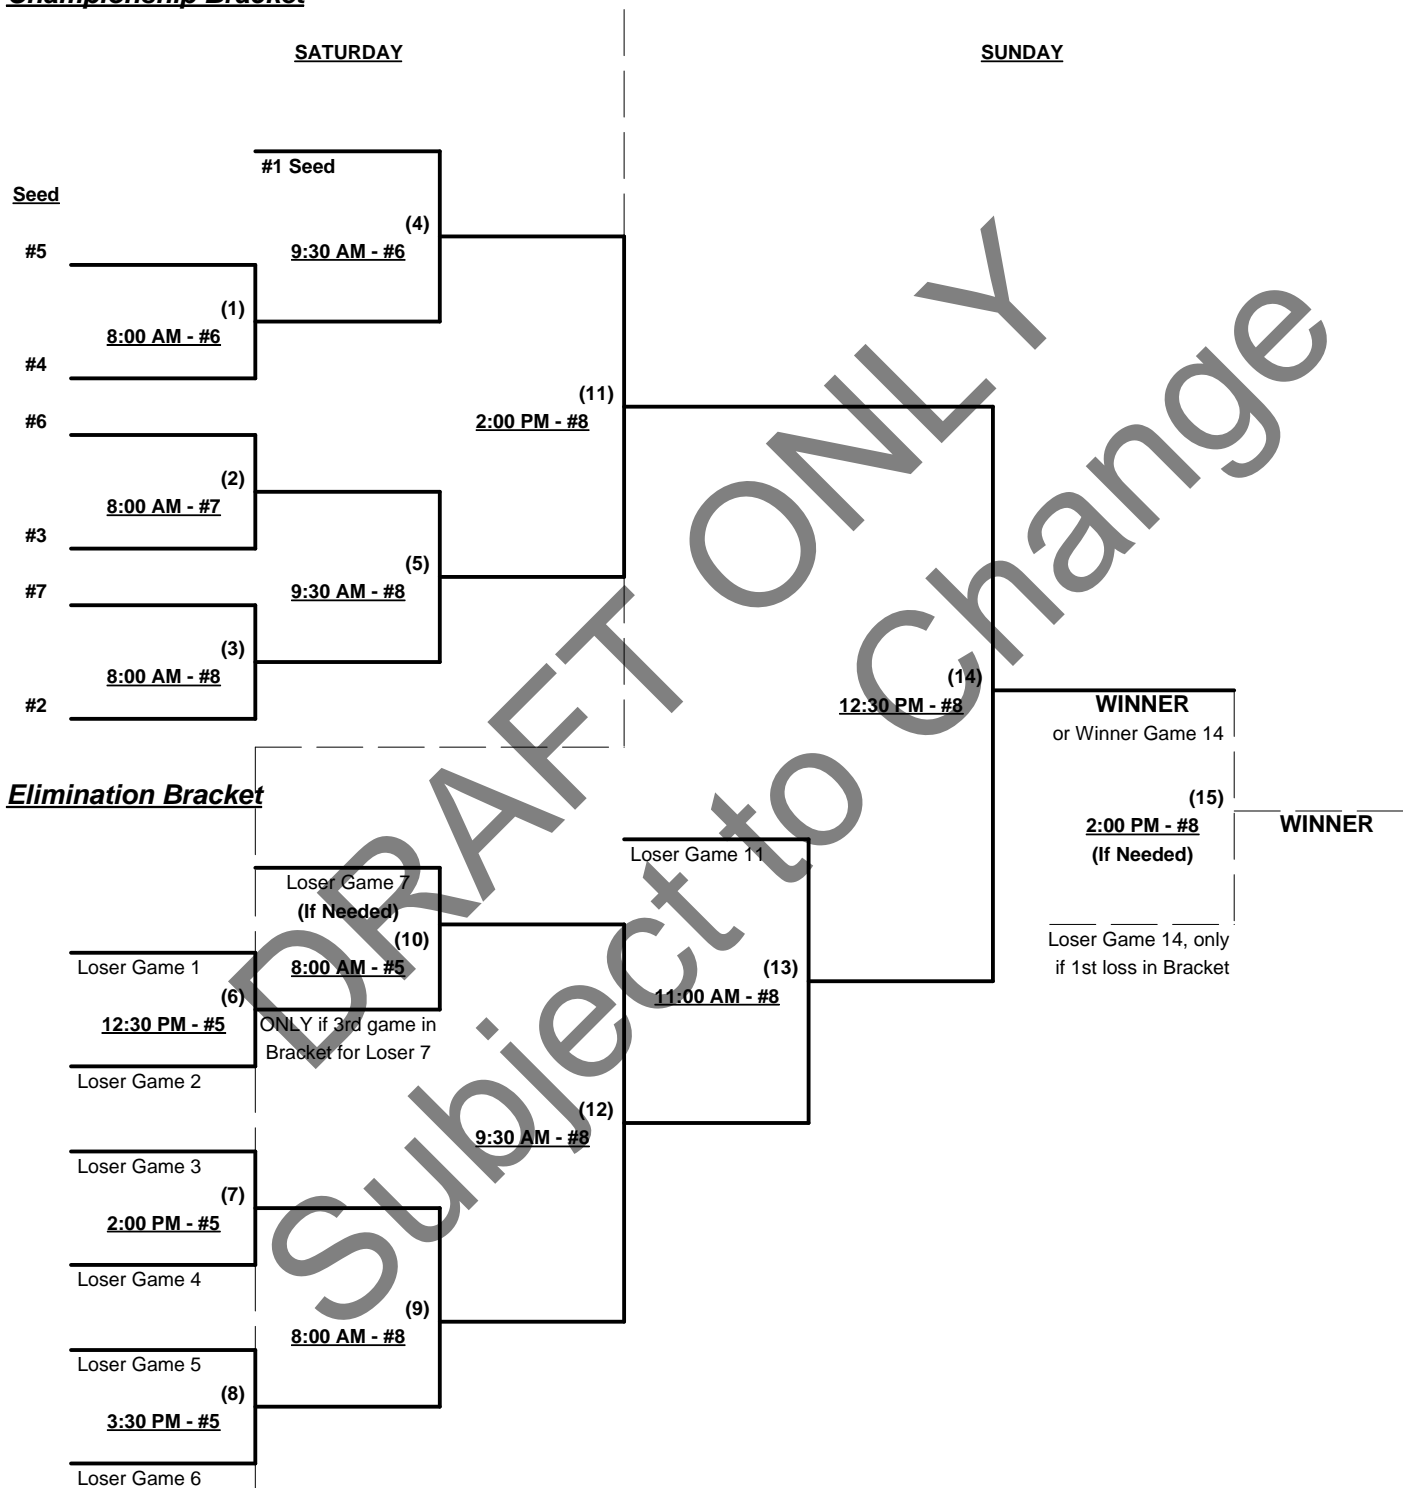 Championship Bracket
SATURDAY
SUNDAY
#1 Seed
Seed
(4)
9:30 AM - #6
#5
(1)
8:00 AM - #6
#4
(11)
2:00 PM - #8
#6
(2)
8:00 AM - #7
#3
(5)
9:30 AM - #8
#7
(3)
8:00 AM - #8
#2
(14)
12:30 PM - #8
WINNER
or Winner Game 14
Elimination Bracket
(15)
2:00 PM - #8
(If Needed)
WINNER
Loser Game 11
Loser Game 7
(If Needed)
(10)
8:00 AM - #5
Loser Game 14, only
if 1st loss in Bracket
Loser Game 1
(6)
12:30 PM - #5
(13)
11:00 AM - #8
ONLY if 3rd game in
Bracket for Loser 7
Loser Game 2
(12)
9:30 AM - #8
Loser Game 3
(7)
2:00 PM - #5
Loser Game 4
(9)
8:00 AM - #8
Loser Game 5
(8)
3:30 PM - #5
Loser Game 6
DRAFT ONLY
Subject to Change